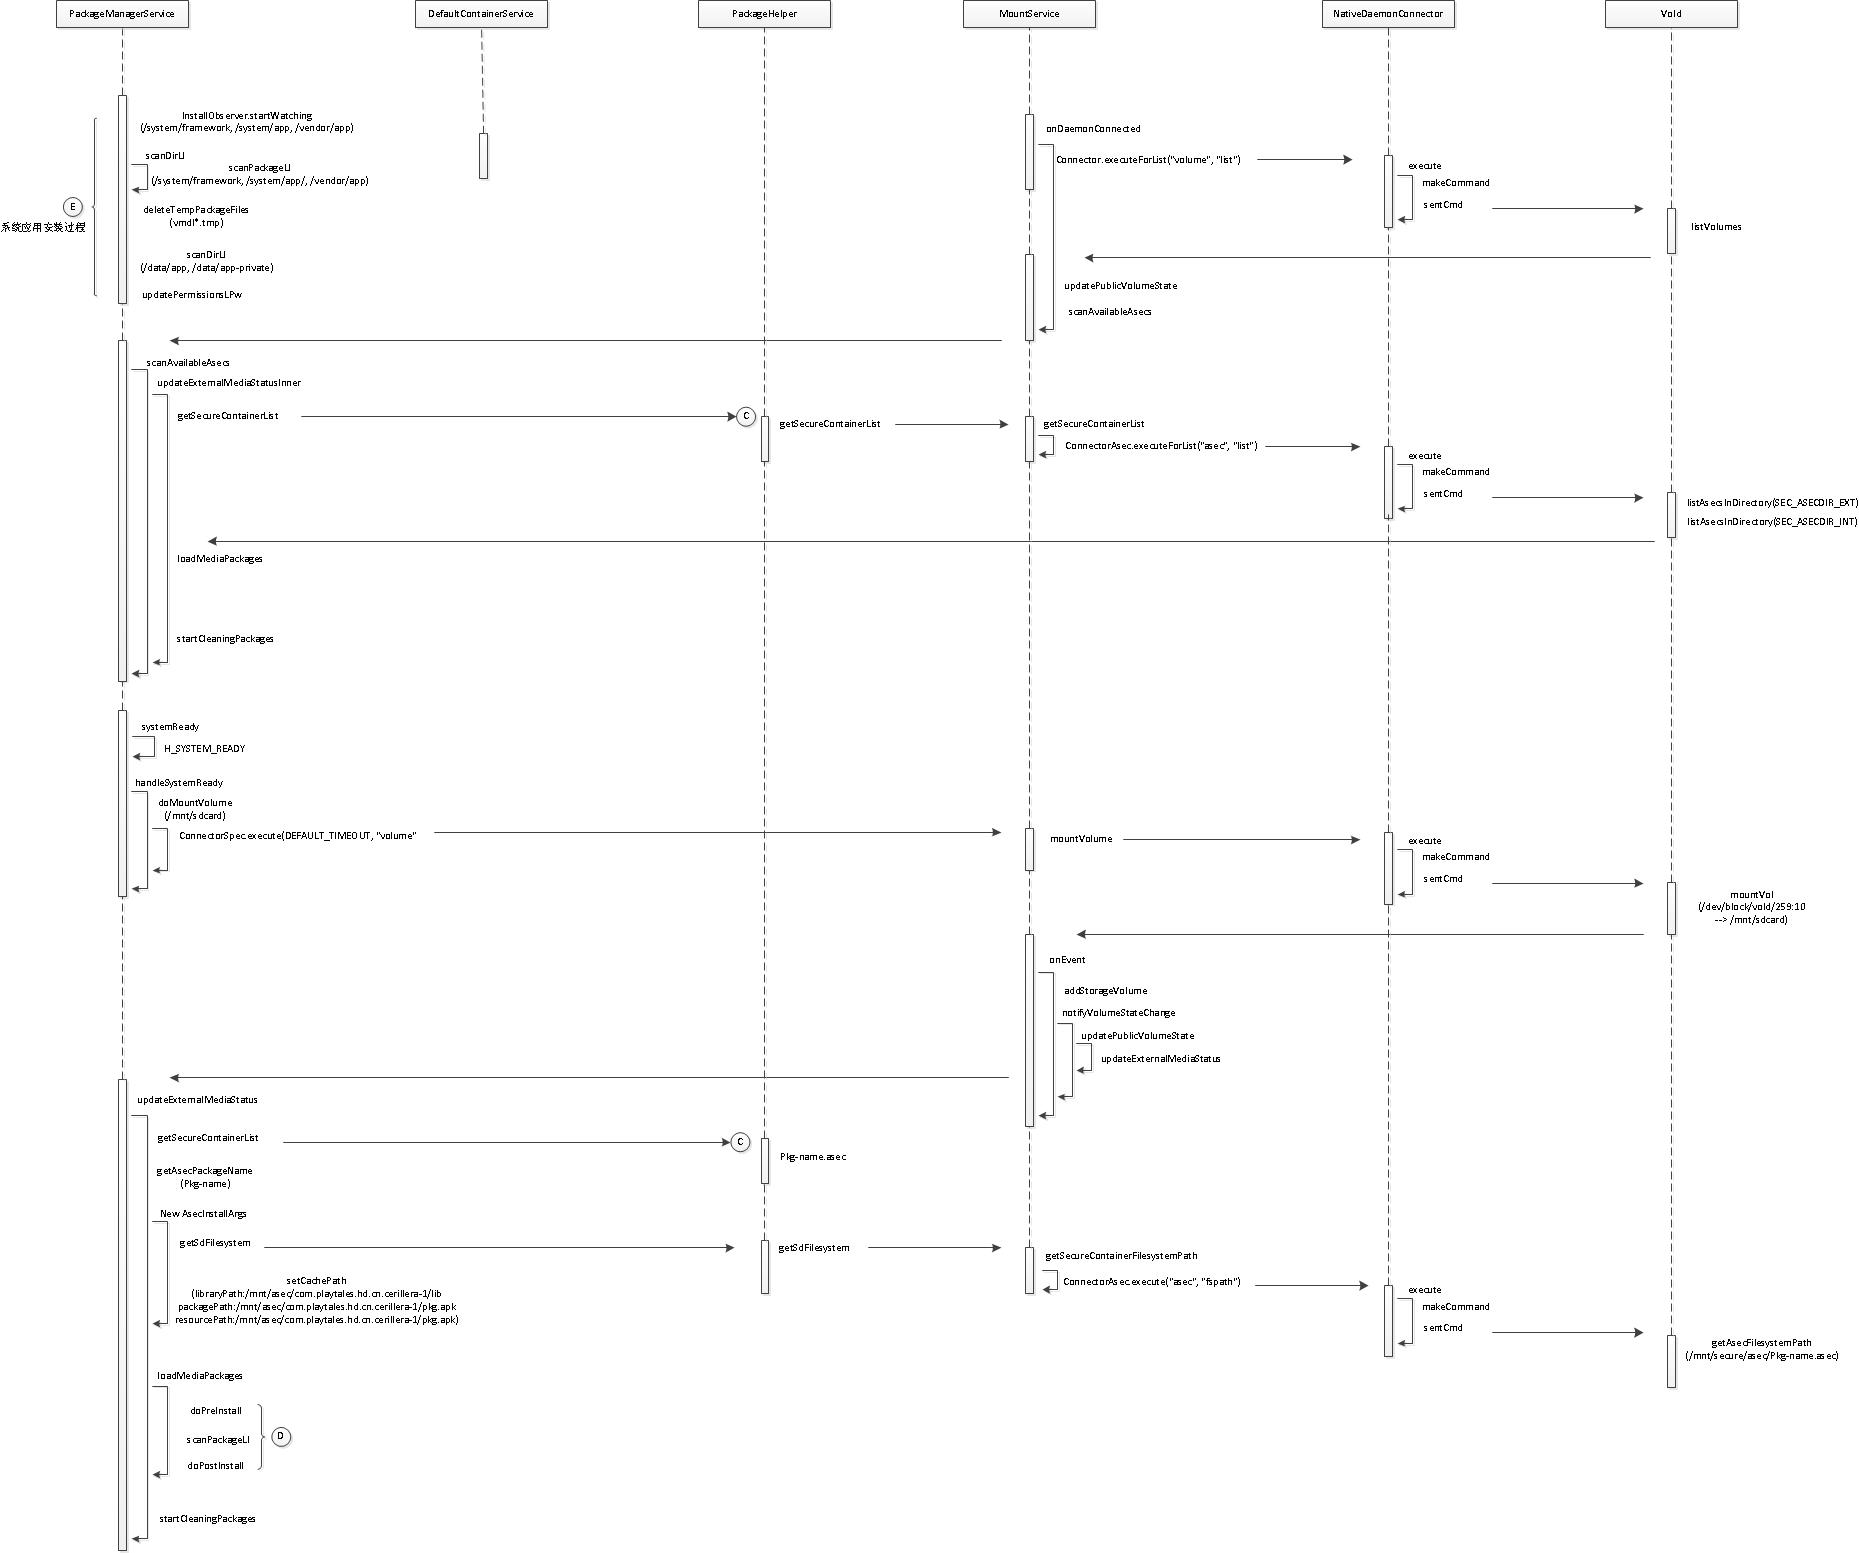 PackageManagerService
DefaultContainerService
PackageHelper
MountService
NativeDaemonConnector
Vold
InstallObserver.startWatching
(/system/framework, /system/app, /vendor/app)
scanDirLI
scanPackageLI
(/system/framework, /system/app/, /vendor/app)
E
系统应用安装过程
deleteTempPackageFiles
(vmdl*.tmp)
scanDirLI
(/data/app, /data/app-private)
updatePermissionsLPw
onDaemonConnected
Connector.executeForList("volume", "list")
execute
makeCommand
sentCmd
listVolumes
updatePublicVolumeState
scanAvailableAsecs
scanAvailableAsecs
updateExternalMediaStatusInner
getSecureContainerList
C
getSecureContainerList
getSecureContainerList
ConnectorAsec.executeForList("asec", "list")
execute
makeCommand
sentCmd
listAsecsInDirectory(SEC_ASECDIR_EXT)
listAsecsInDirectory(SEC_ASECDIR_INT)
loadMediaPackages
startCleaningPackages
systemReady
H_SYSTEM_READY
handleSystemReady
doMountVolume
(/mnt/sdcard)
ConnectorSpec.execute(DEFAULT_TIMEOUT, "volume"
mountVolume
execute
makeCommand
sentCmd
mountVol
(/dev/block/vold/259:10
--> /mnt/sdcard)
onEvent
addStorageVolume
notifyVolumeStateChange
updatePublicVolumeState
updateExternalMediaStatus
updateExternalMediaStatus
getSecureContainerList
C
Pkg-name.asec
getAsecPackageName
(Pkg-name)
New AsecInstallArgs
getSdFilesystem
getSdFilesystem
getSecureContainerFilesystemPath
ConnectorAsec.execute("asec", "fspath")
execute
makeCommand
sentCmd
getAsecFilesystemPath
(/mnt/secure/asec/Pkg-name.asec)
setCachePath
(libraryPath:/mnt/asec/com.playtales.hd.cn.cerillera-1/lib
packagePath:/mnt/asec/com.playtales.hd.cn.cerillera-1/pkg.apk
resourcePath:/mnt/asec/com.playtales.hd.cn.cerillera-1/pkg.apk)
loadMediaPackages
doPreInstall
scanPackageLI
doPostInstall
D
startCleaningPackages